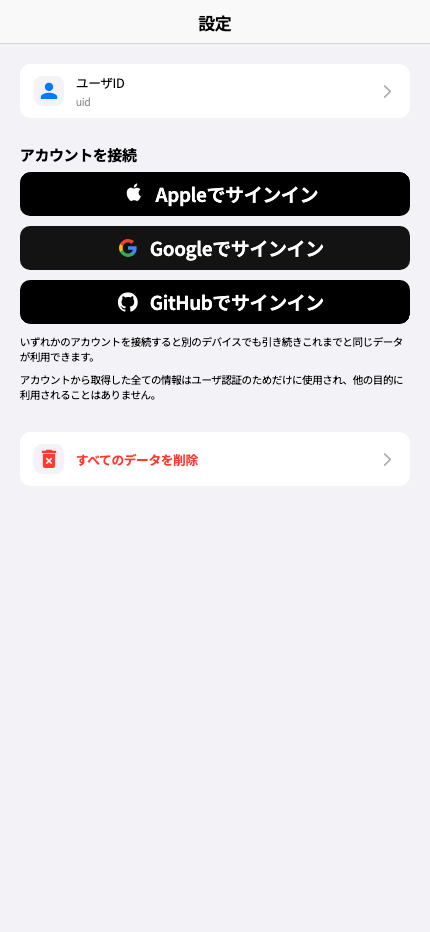 設定
ユーザID
uid
アカウントを接続
Appleでサインイン
Googleでサインイン
GitHubでサインイン
いずれかのアカウントを接続すると別のデバイスでも引き続きこれまでと同じデータ
が利用できます。
アカウントから取得した全ての情報はユーザ認証のためだけに使用され、他の目的に
利用されることはありません。
すべてのデータを削除